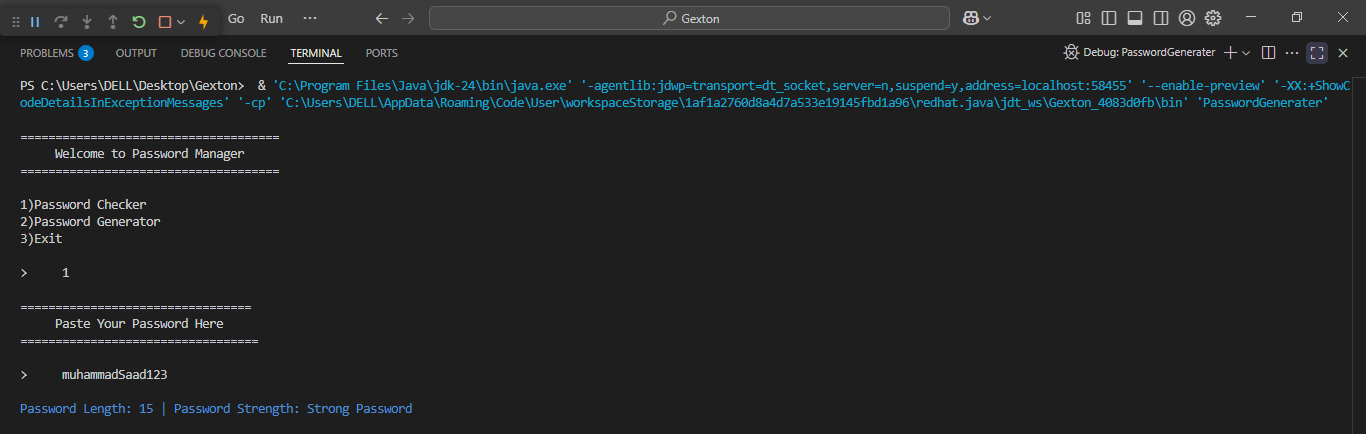 Go Run ··· Gexton
PROBLEMS 3 OUTPUT DEBUG CONSOLE TERMINAL PORTS Debug: PasswordGenerater
PS C:\Users\DELL\Desktop\Gexton>  & 'C:\Program Files\Java\jdk-24\bin\java.exe' '-agentlib:jdwp=transport=dt_socket,server=n,suspend=y,address=localhost:58455' '--enable-preview' '-XX:+ShowC
odeDetailsInExceptionMessages' '-cp' 'C:\Users\DELL\AppData\Roaming\Code\User\workspaceStorage\1af1a2760d8a4d7a533e19145fbd1a96\redhat.java\jdt_ws\Gexton_4083d0fb\bin' 'PasswordGenerater'
=====================================
Welcome to Password Manager
=====================================
1)Password Checker
2)Password Generator
3)Exit
> 1
=================================
Paste Your Password Here
==================================
> muhammadSaad123
Password Length: 15 | Password Strength: Strong Password